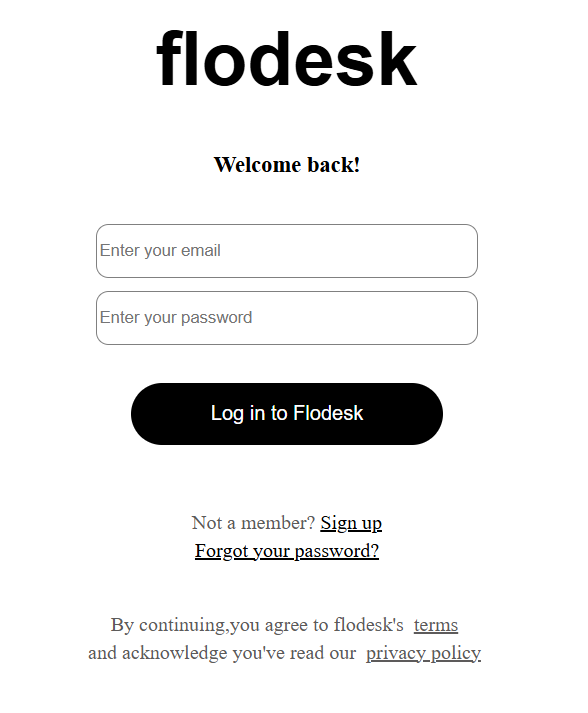 flodesk
Welcome back!
Enter your email
Enter your password
Log in to Flodesk
Not a member? Sign up
Forgot your password?
By continuing,you agree to flodesk's terms
and acknowledge you've read our privacy policy